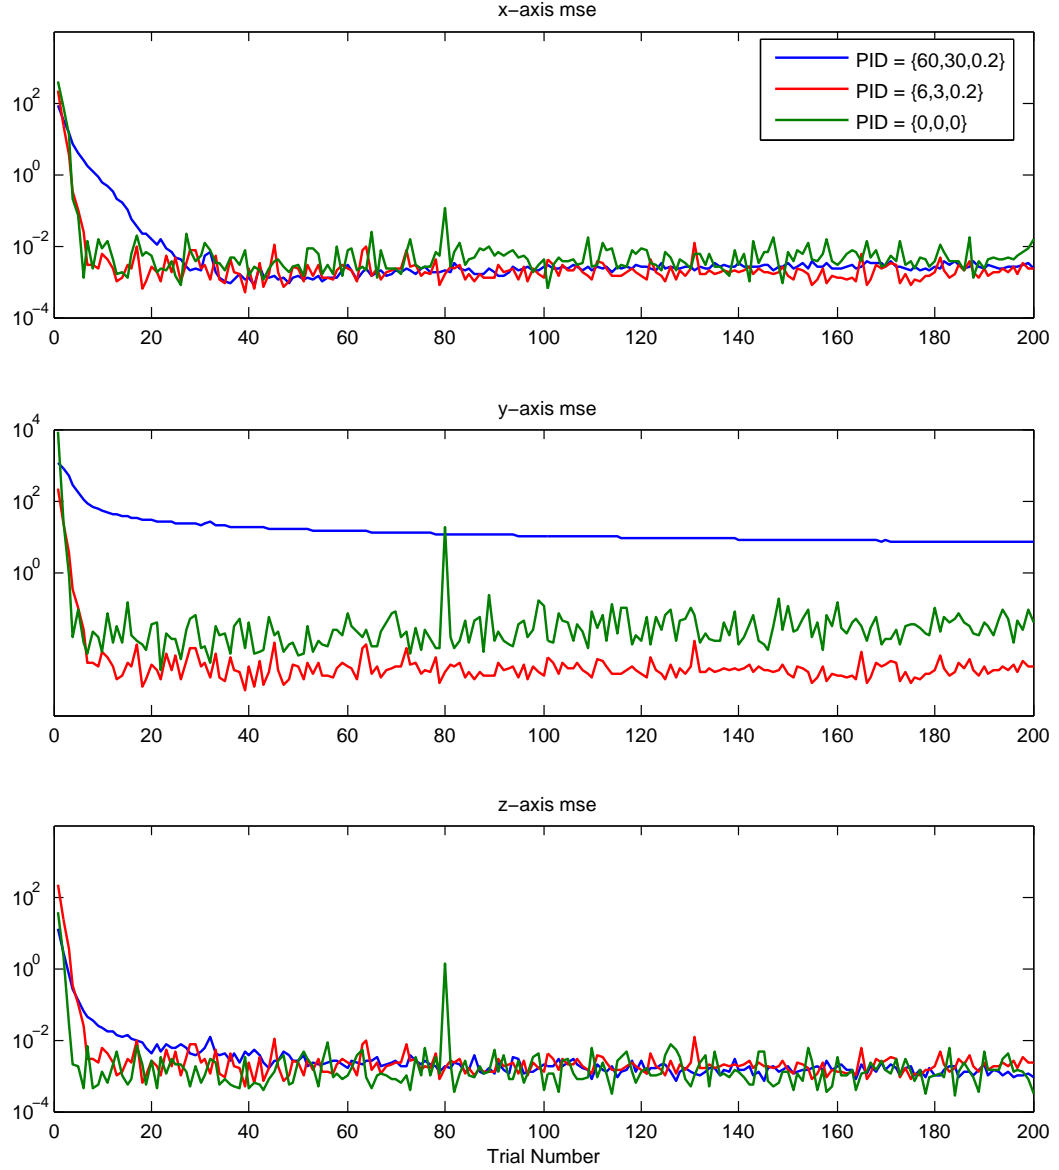 x−axis mse
PID = {60,30,0.2}
PID = {6,3,0.2}
PID = {0,0,0}
10^2
10^0
10^−2
10^−4
0 20 40 60 80 100 120 140 160 180 200
y−axis mse
10^4
10^2
10^0
0 20 40 60 80 100 120 140 160 180 200
z−axis mse
10^2
10^0
10^−2
10^−4
0 20 40 60 80 100 120 140 160 180 200
Trial Number